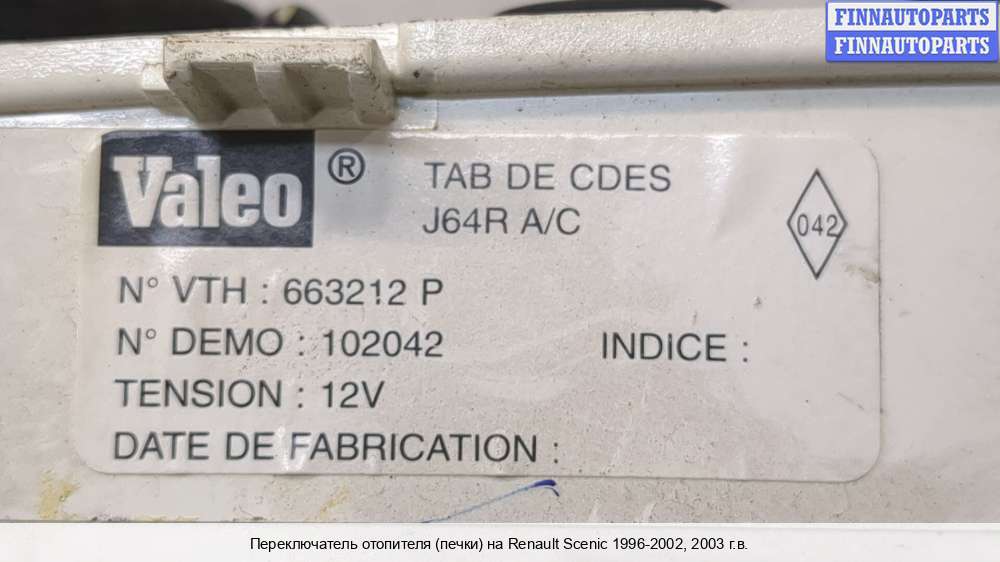 FINNAUTOPARTS
FINNAUTOPARTS
Valeo ® TAB DE CDES
J64R A/C
042
N° VTH : 663212 P
N° DEMO : 102042 INDICE :
TENSION : 12V
DATE DE FABRICATION :
Переключатель отопителя (печки) на Renault Scenic 1996-2002, 2003 г.в.